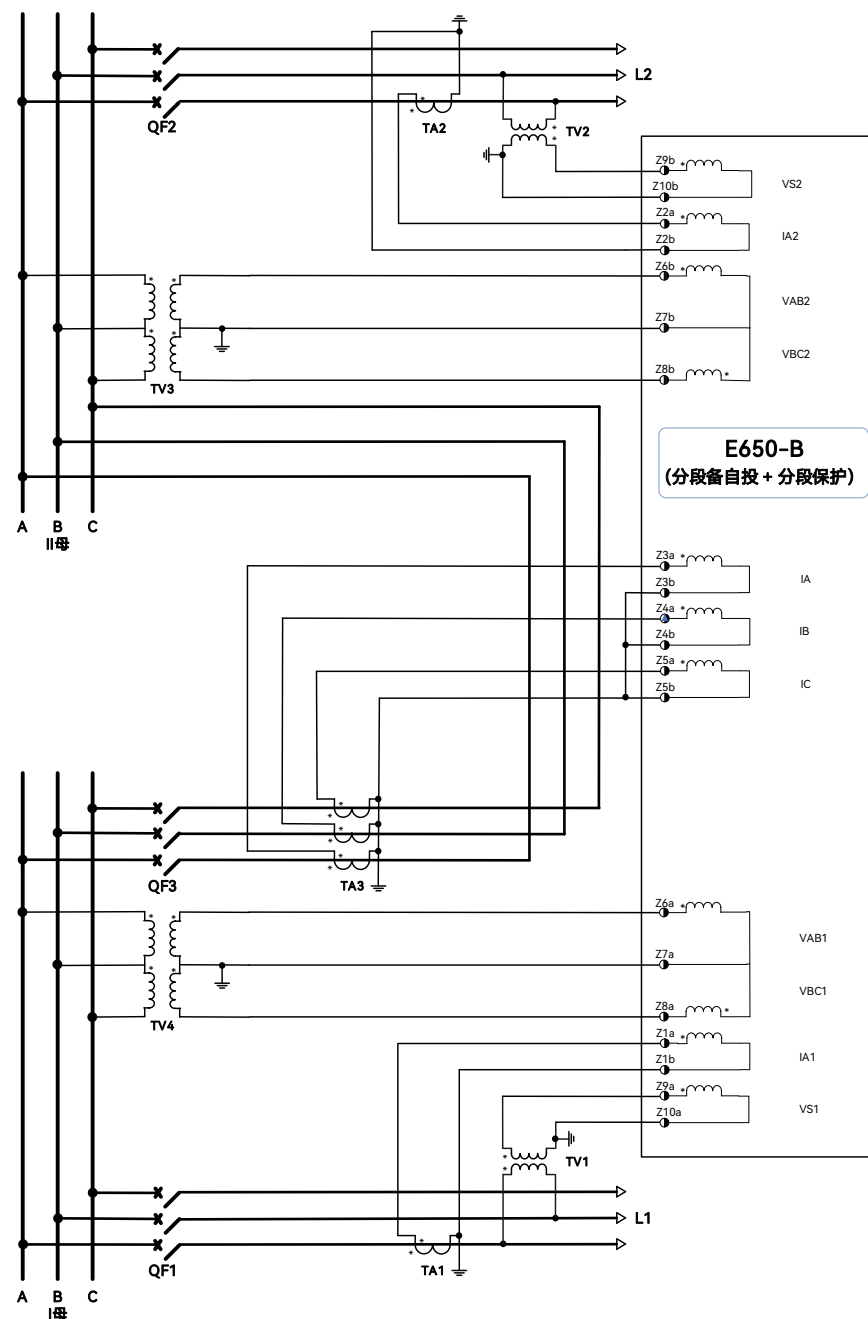 L2
QF2
TA2
TV2
Z9b
Z10b
VS2
Z2a
Z2b
IA2
Z6b
VAB2
Z7b
VBC2
Z8b
TV3
E650-B
(分段备自投 + 分段保护)
A B C
II母
Z3a
IA
Z3b
Z4a
IB
Z4b
Z5a
IC
Z5b
QF3
TA3
Z6a
VAB1
Z7a
VBC1
Z8a
TV4
Z1a
IA1
Z1b
Z9a
VS1
Z10a
TV1
L1
QF1
TA1
A B C
I母